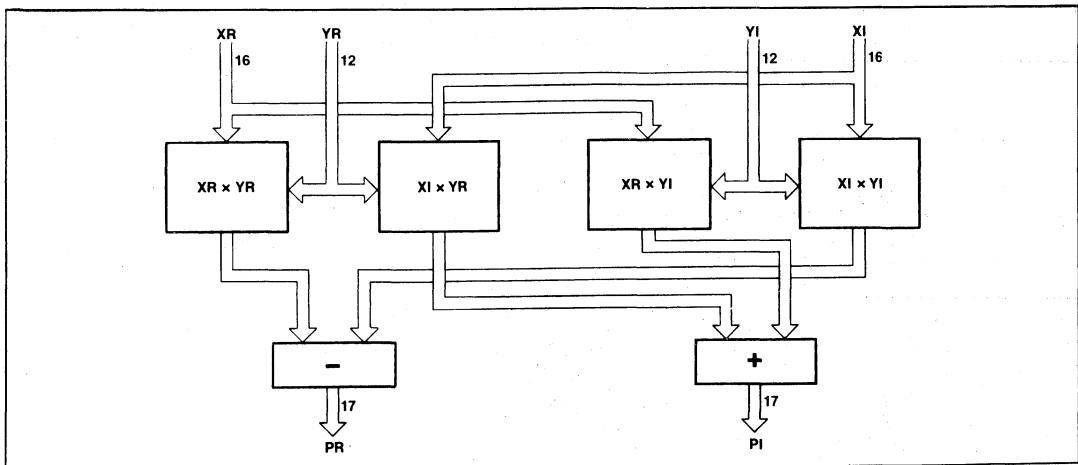 XR YR YI XI
16 12 12 16
XR × YR XI × YR XR × YI XI × YI
− +
17 17
PR PI